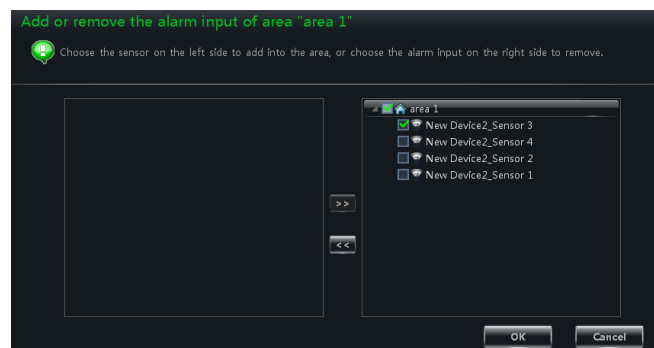 Add or remove the alarm input of area "area 1"
Choose the sensor on the left side to add into the area, or choose the alarm input on the right side to remove.
area 1
New Device2_Sensor 3
New Device2_Sensor 4
New Device2_Sensor 2
New Device2_Sensor 1
>>
<<
OK
Cancel